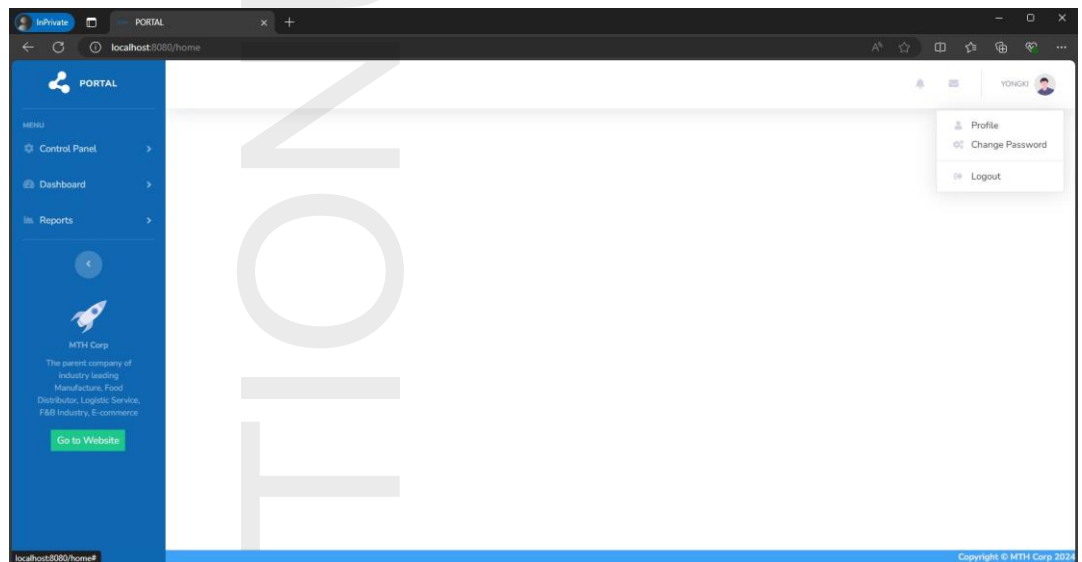 InPrivate
PORTAL
localhost:8080/home
PORTAL
YONGKI
Profile
Change Password
Logout
MENU
Control Panel
Dashboard
Reports
MTH Corp
The parent company of
industry leading
Manufacture, Food
Distributor, Logistic Service,
F&B Industry, E-commerce
Go to Website
localhost:8080/home#
Copyright © MTH Corp 2024
TION